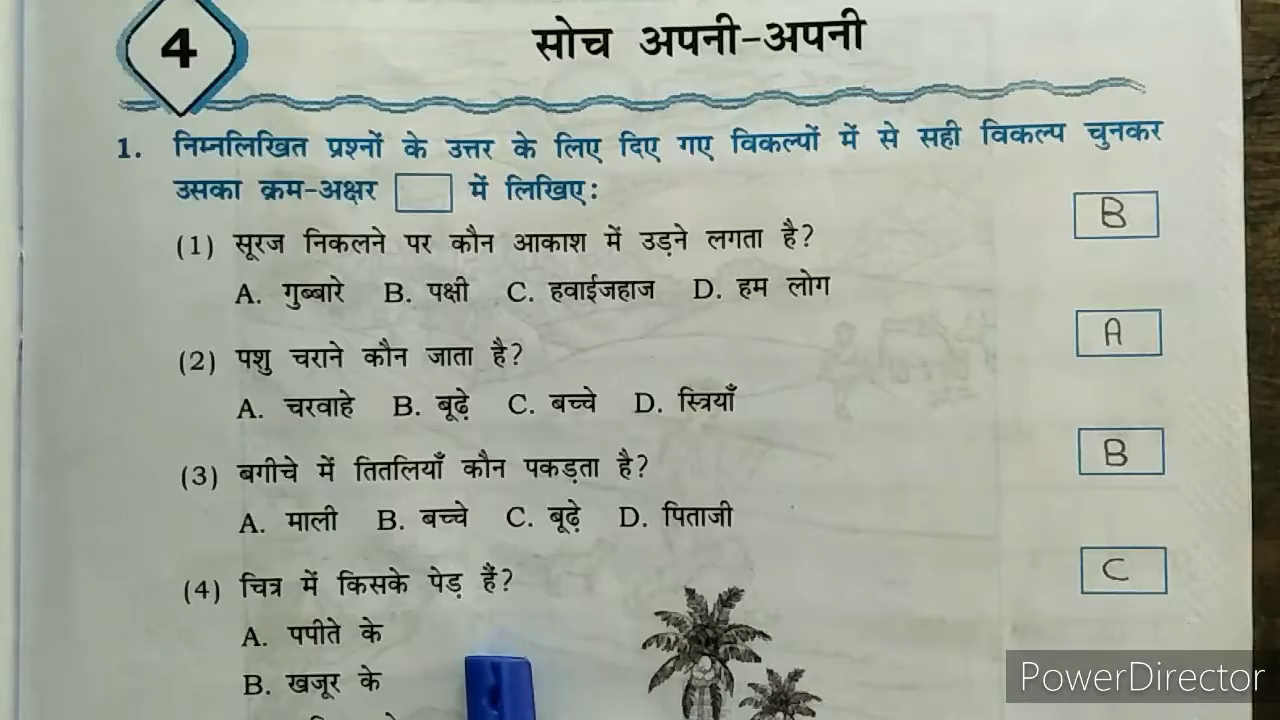 4
सोच अपनी-अपनी
1. निम्नलिखित प्रश्नों के उत्तर के लिए दिए गए विकल्पों में से सही विकल्प चुनकर
उसका क्रम-अक्षर में लिखिए:
B
(1) सूरज निकलने पर कौन आकाश में उड़ने लगता है?
A. गुब्बारे B. पक्षी C. हवाईजहाज D. हम लोग
A
(2) पशु चराने कौन जाता है?
A. चरवाहे B. बूढ़े C. बच्चे D. स्त्रियाँ
B
(3) बगीचे में तितलियाँ कौन पकड़ता है?
A. माली B. बच्चे C. बूढ़े D. पिताजी
C
(4) चित्र में किसके पेड़ हैं?
A. पपीते के
B. खजूर के
PowerDirector